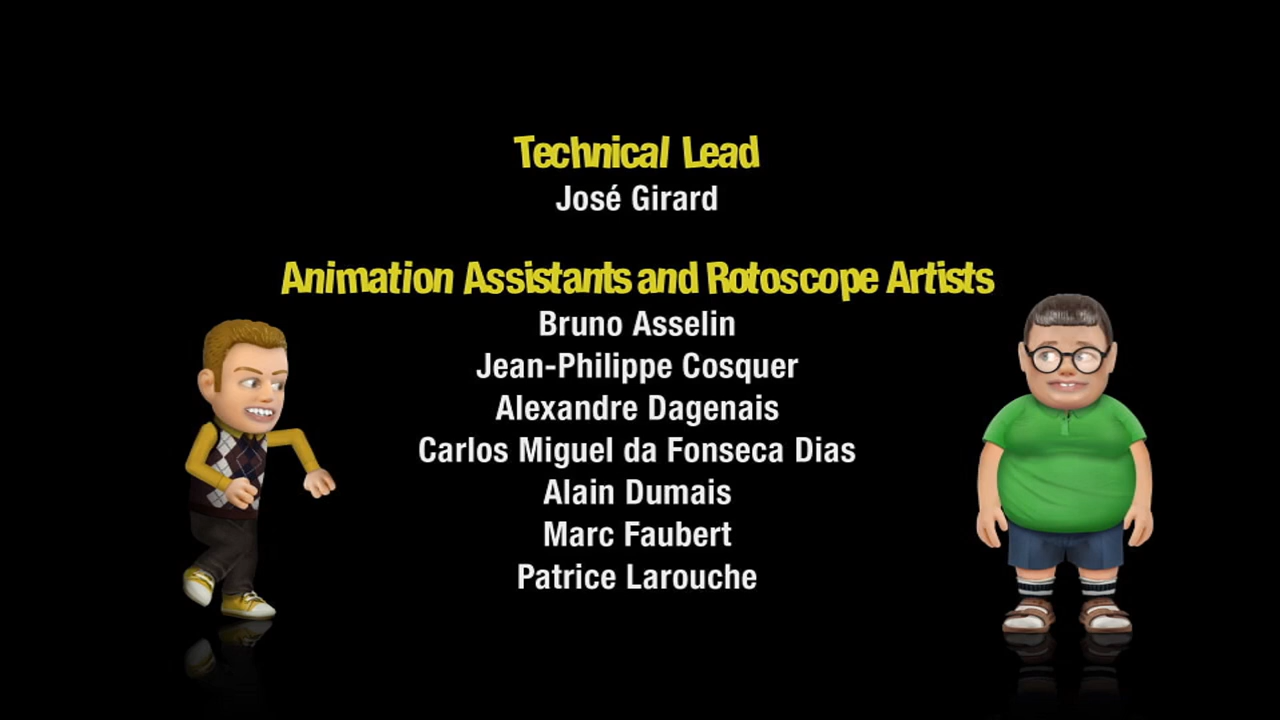 Technical Lead
José Girard
Animation Assistants and Rotoscope Artists
Bruno Asselin
Jean-Philippe Cosquer
Alexandre Dagenais
Carlos Miguel da Fonseca Dias
Alain Dumais
Marc Faubert
Patrice Larouche